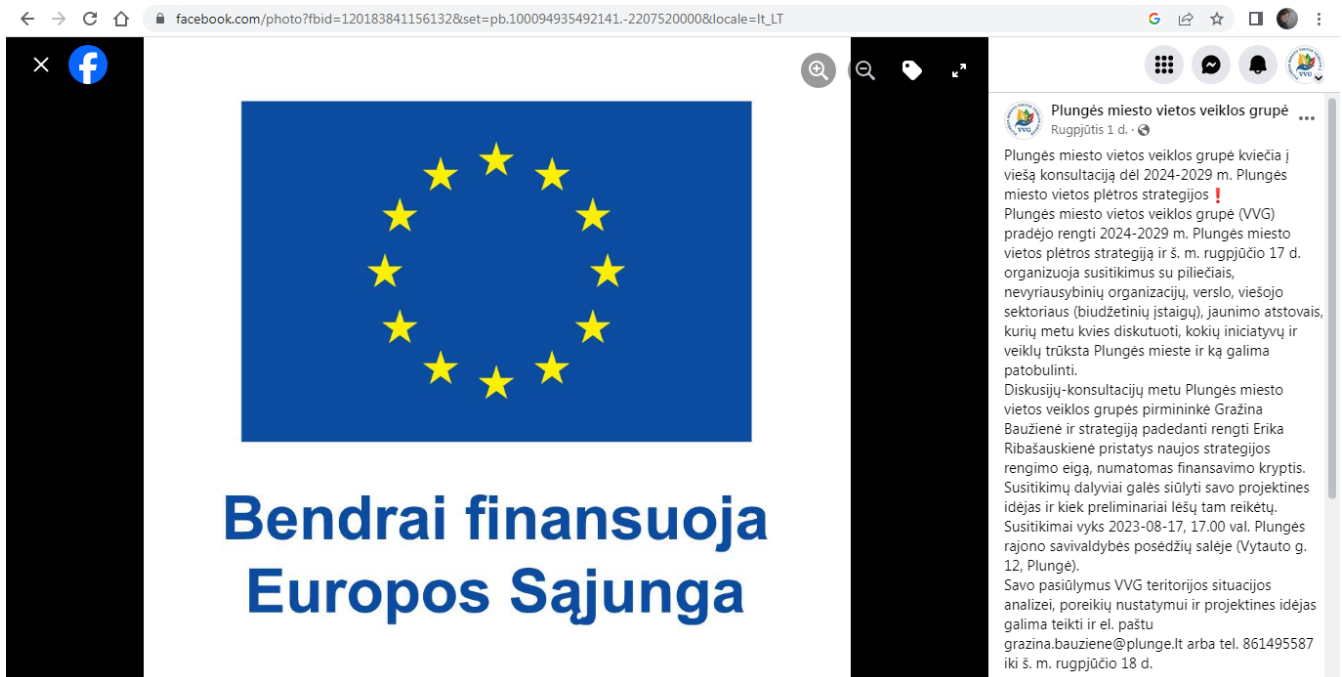 facebook.com/photo?fbid=120183841156132&set=pb.100094935492141.-2207520000&locale=lt_LT
Bendrai finansuoja
Europos Sąjunga
Plungės miesto vietos veiklos grupė
Rugpjūtis 1 d. ·
Plungės miesto vietos veiklos grupė kviečia į
viešą konsultaciją dėl 2024-2029 m. Plungės
miesto vietos plėtros strategijos❗
Plungės miesto vietos veiklos grupė (VVG)
pradėjo rengti 2024-2029 m. Plungės miesto
vietos plėtros strategiją ir š. m. rugpjūčio 17 d.
organizuoja susitikimus su piliečiais,
nevyriausybinių organizacijų, verslo, viešojo
sektoriaus (biudžetinių įstaigų), jaunimo atstovais,
kurių metu kvies diskutuoti, kokių iniciatyvų ir
veiklų trūksta Plungės mieste ir ką galima
patobulinti.
Diskusijų-konsultacijų metu Plungės miesto
vietos veiklos grupės pirmininkė Gražina
Baužienė ir strategiją padedanti rengti Erika
Ribašauskienė pristatys naujos strategijos
rengimo eigą, numatomas finansavimo kryptis.
Susitikimų dalyviai galės siūlyti savo projektines
idėjas ir kiek preliminariai lėšų tam reikėtų.
Susitikimai vyks 2023-08-17, 17.00 val. Plungės
rajono savivaldybės posėdžių salėje (Vytauto g.
12, Plungė).
Savo pasiūlymus VVG teritorijos situacijos
analizei, poreikių nustatymui ir projektines idėjas
galima teikti ir el. paštu
grazina.bauziene@plunge.lt arba tel. 861495587
iki š. m. rugpjūčio 18 d.